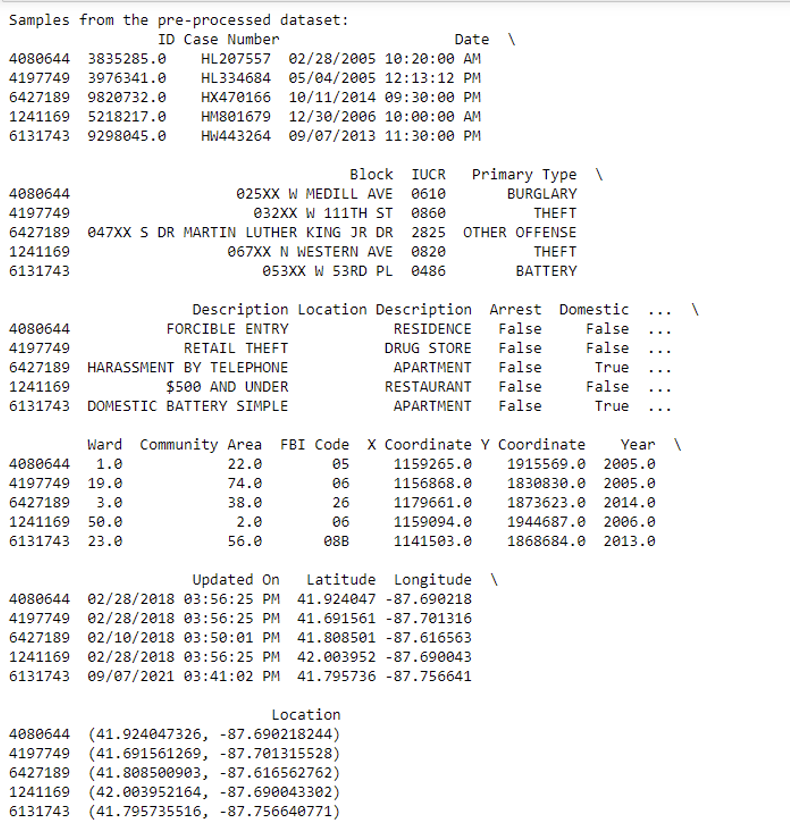 Samples from the pre-processed dataset:
ID Case Number Date \
4080644 3835285.0 HL207557 02/28/2005 10:20:00 AM
4197749 3976341.0 HL334684 05/04/2005 12:13:12 PM
6427189 9820732.0 HX470166 10/11/2014 09:30:00 PM
1241169 5218217.0 HM801679 12/30/2006 10:00:00 AM
6131743 9298045.0 HW443264 09/07/2013 11:30:00 PM
Block IUCR Primary Type \
4080644 025XX W MEDILL AVE 0610 BURGLARY
4197749 032XX W 111TH ST 0860 THEFT
6427189 047XX S DR MARTIN LUTHER KING JR DR 2825 OTHER OFFENSE
1241169 067XX N WESTERN AVE 0820 THEFT
6131743 053XX W 53RD PL 0486 BATTERY
Description Location Description Arrest Domestic ... \
4080644 FORCIBLE ENTRY RESIDENCE False False ...
4197749 RETAIL THEFT DRUG STORE False False ...
6427189 HARASSMENT BY TELEPHONE APARTMENT False True ...
1241169 $500 AND UNDER RESTAURANT False False ...
6131743 DOMESTIC BATTERY SIMPLE APARTMENT False True ...
Ward Community Area FBI Code X Coordinate Y Coordinate Year \
4080644 1.0 22.0 05 1159265.0 1915569.0 2005.0
4197749 19.0 74.0 06 1156868.0 1830830.0 2005.0
6427189 3.0 38.0 26 1179661.0 1873623.0 2014.0
1241169 50.0 2.0 06 1159094.0 1944687.0 2006.0
6131743 23.0 56.0 08B 1141503.0 1868684.0 2013.0
Updated On Latitude Longitude \
4080644 02/28/2018 03:56:25 PM 41.924047 -87.690218
4197749 02/28/2018 03:56:25 PM 41.691561 -87.701316
6427189 02/10/2018 03:50:01 PM 41.808501 -87.616563
1241169 02/28/2018 03:56:25 PM 42.003952 -87.690043
6131743 09/07/2021 03:41:02 PM 41.795736 -87.756641
Location
4080644 (41.924047326, -87.690218244)
4197749 (41.691561269, -87.701315528)
6427189 (41.808500903, -87.616562762)
1241169 (42.003952164, -87.690043302)
6131743 (41.795735516, -87.756640771)